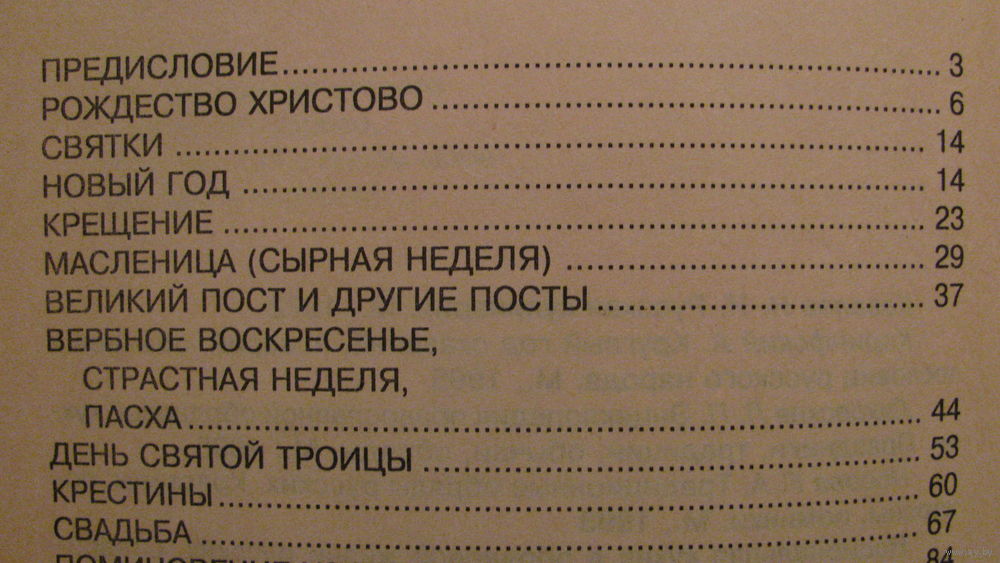 ПРЕДИСЛОВИЕ.................................................... 3
РОЖДЕСТВО ХРИСТОВО ........................................ 6
СВЯТКИ ............................................................ 14
НОВЫЙ ГОД ....................................................... 14
КРЕЩЕНИЕ ........................................................ 23
МАСЛЕНИЦА (СЫРНАЯ НЕДЕЛЯ) ............................ 29
ВЕЛИКИЙ ПОСТ И ДРУГИЕ ПОСТЫ .......................... 37
ВЕРБНОЕ ВОСКРЕСЕНЬЕ,
СТРАСТНАЯ НЕДЕЛЯ,
ПАСХА ............................................................. 44
ДЕНЬ СВЯТОЙ ТРОИЦЫ ........................................ 53
КРЕСТИНЫ ........................................................ 60
СВАДЬБА .......................................................... 67
84